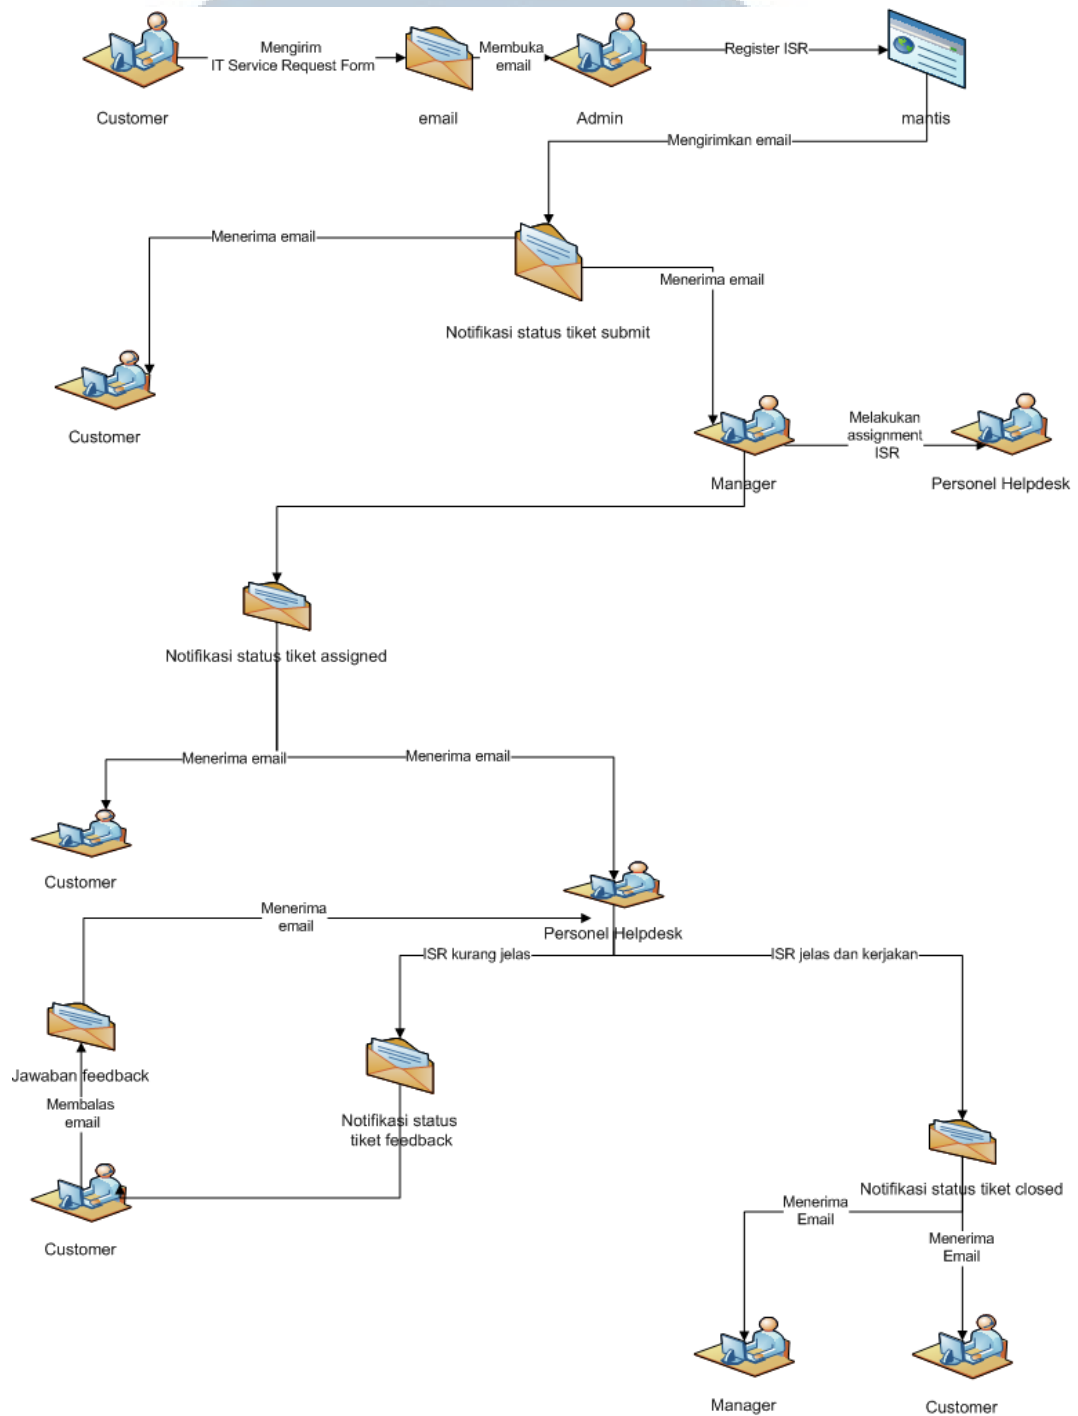 Mengirim
IT Service Request Form
Membuka
email
Register ISR
Customer
email
Admin
mantis
Mengirimkan email
Menerima email
Menerima email
Notifikasi status tiket submit
Customer
Melakukan
assignment
ISR
Manager
Personel Helpdesk
Notifikasi status tiket assigned
Menerima email
Menerima email
Customer
Menerima
email
Personel Helpdesk
ISR kurang jelas
ISR jelas dan kerjakan
Jawaban feedback
Membalas
email
Notifikasi status
tiket feedback
Customer
Notifikasi status tiket closed
Menerima
Email
Menerima
Email
Manager
Customer